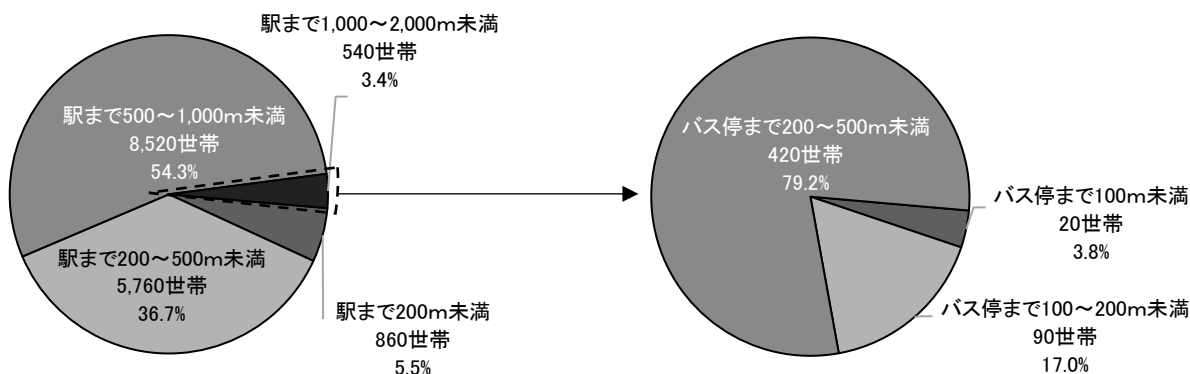 駅まで1,000～2,000m未満
540世帯
3.4%
駅まで500～1,000m未満
8,520世帯
54.3%
駅まで200～500m未満
5,760世帯
36.7%
駅まで200m未満
860世帯
5.5%
バス停まで200～500m未満
420世帯
79.2%
バス停まで100m未満
20世帯
3.8%
バス停まで100～200m未満
90世帯
17.0%